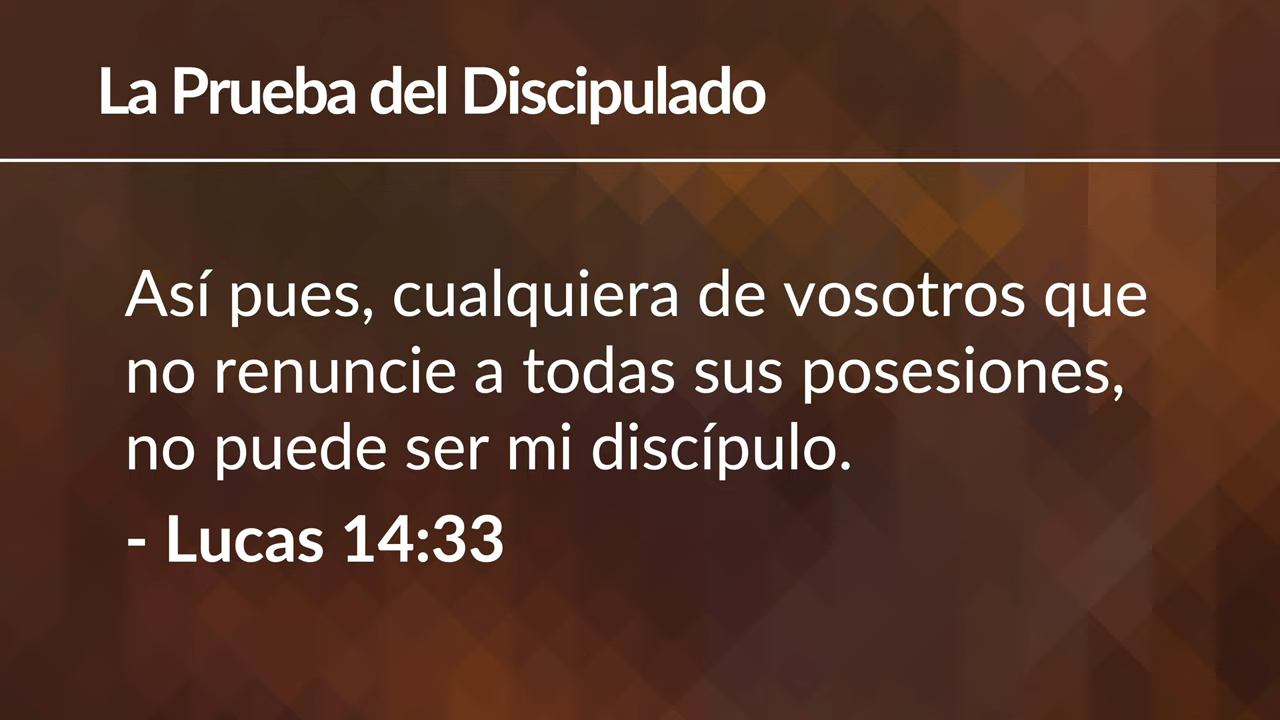 La Prueba del Discipulado
Así pues, cualquiera de vosotros que
no renuncie a todas sus posesiones,
no puede ser mi discípulo.
- Lucas 14:33